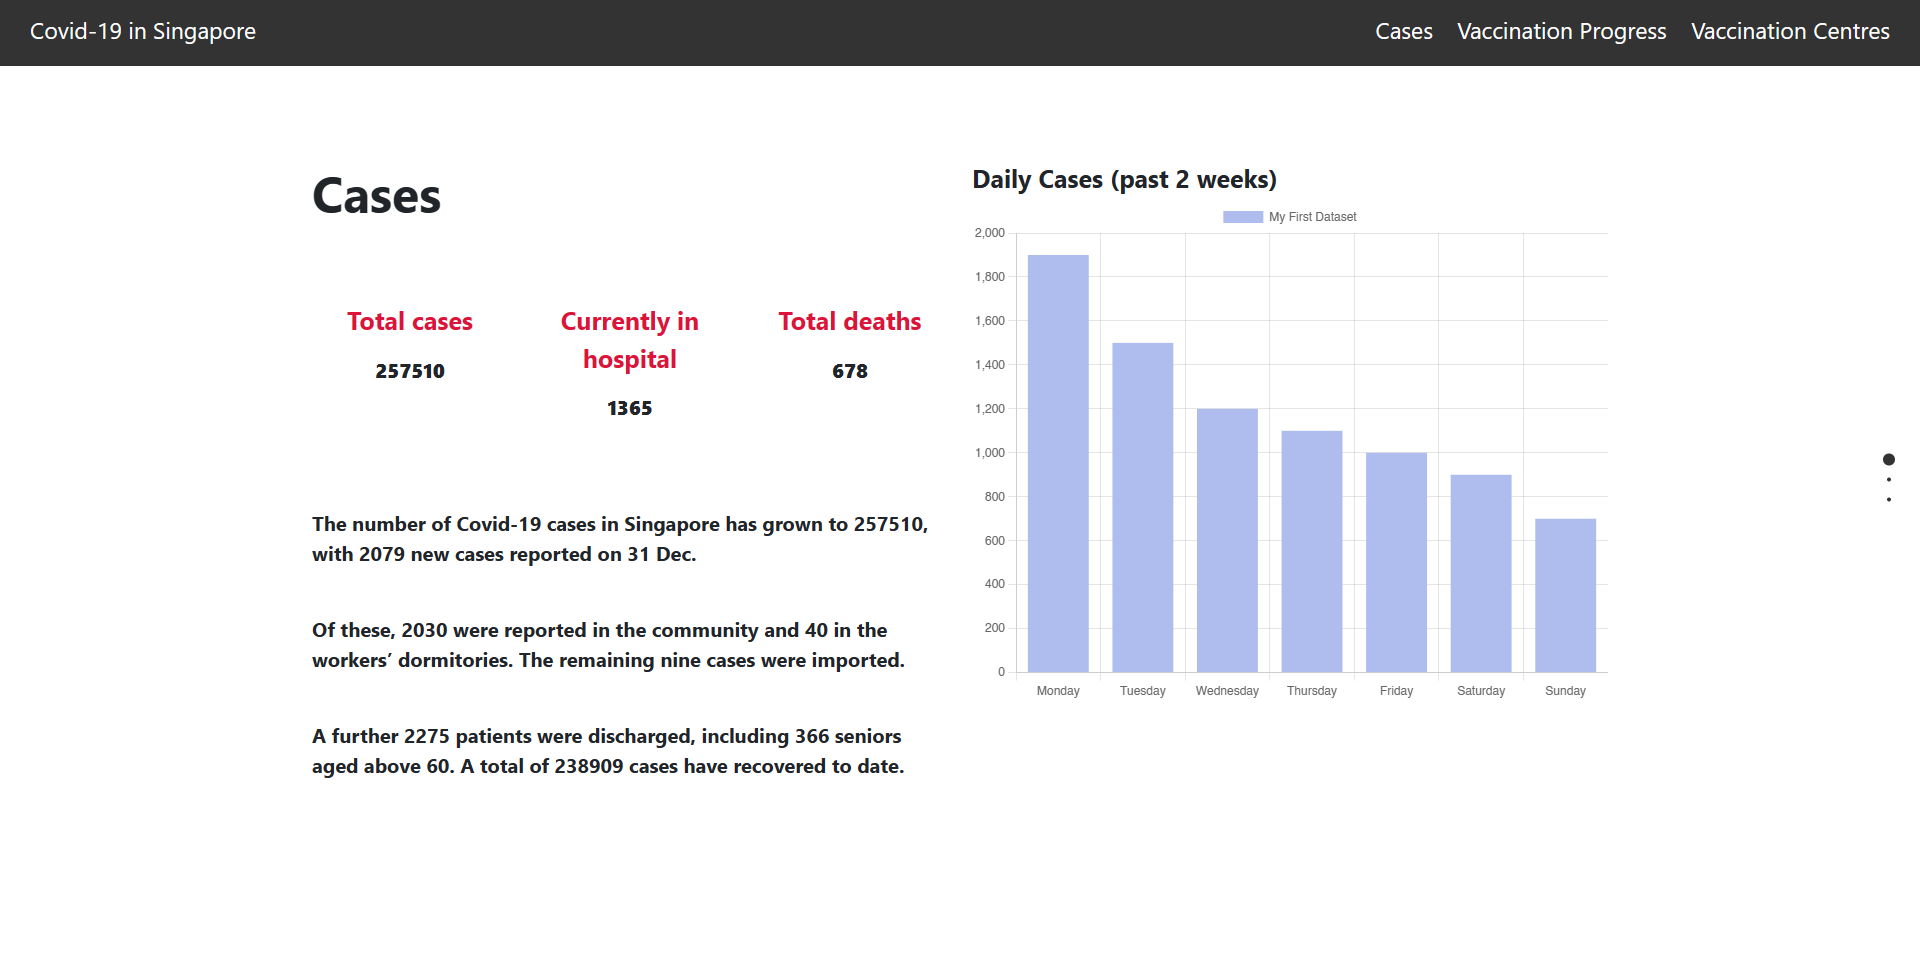 Covid-19 in Singapore
Cases
Vaccination Progress
Vaccination Centres
Cases
Total cases
257510
Currently in
hospital
1365
Total deaths
678
The number of Covid-19 cases in Singapore has grown to 257510,
with 2079 new cases reported on 31 Dec.
Of these, 2030 were reported in the community and 40 in the
workers’ dormitories. The remaining nine cases were imported.
A further 2275 patients were discharged, including 366 seniors
aged above 60. A total of 238909 cases have recovered to date.
Daily Cases (past 2 weeks)
My First Dataset
2,000
1,800
1,600
1,400
1,200
1,000
800
600
400
200
0
Monday
Tuesday
Wednesday
Thursday
Friday
Saturday
Sunday